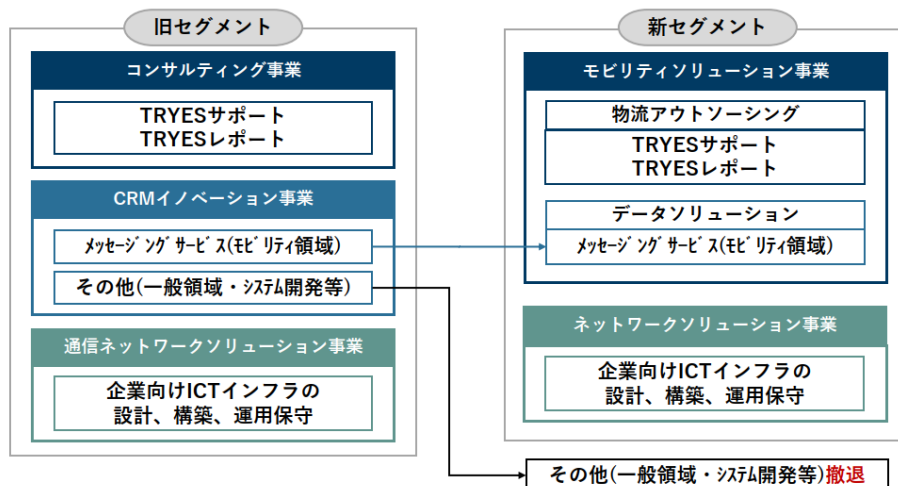 旧セグメント
コンサルティング事業
TRYESサポート
TRYESレポート
CRMイノベーション事業
ﾒｯｾｰｼﾞﾝｸﾞｻｰﾋﾞｽ(ﾓﾋﾞﾘﾃｨ領域)
その他(一般領域・ｼｽﾃﾑ開発等)
通信ネットワークソリューション事業
企業向けICTインフラの
設計、構築、運用保守
新セグメント
モビリティソリューション事業
物流アウトソーシング
TRYESサポート
TRYESレポート
データソリューション
ﾒｯｾｰｼﾞﾝｸﾞｻｰﾋﾞｽ(ﾓﾋﾞﾘﾃｨ領域)
ネットワークソリューション事業
企業向けICTインフラの
設計、構築、運用保守
その他(一般領域・ｼｽﾃﾑ開発等)撤退